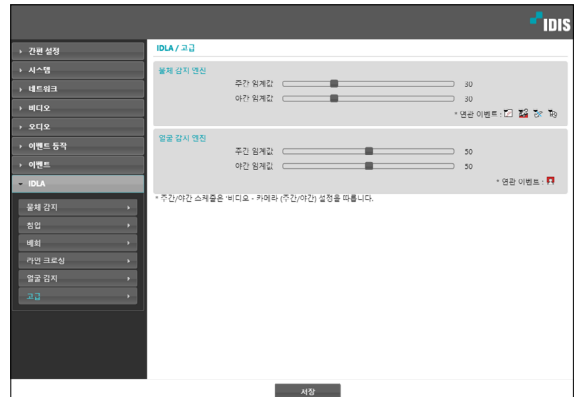 IDIS
간편 설정
시스템
네트워크
비디오
오디오
이벤트 동작
이벤트
IDLA
물체 감지
침입
배회
라인 크로싱
얼굴 감지
고급
IDLA / 고급
물체 감지 엔진
주간 임계값 30
야간 임계값 30
* 연관 이벤트 :
얼굴 감지 엔진
주간 임계값 50
야간 임계값 50
* 연관 이벤트 :
* 주간/야간 스케줄은 '비디오 - 카메라 (주간/야간) 설정을 따릅니다.
저장